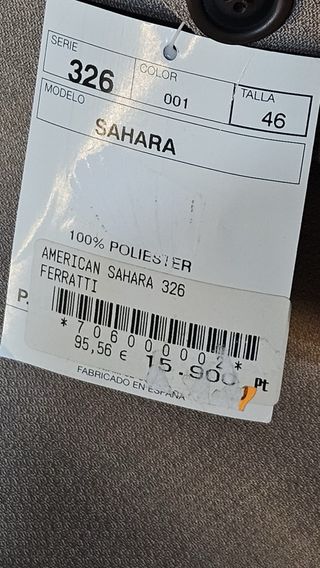 SERIE
326
COLOR
001
TALLA
46
MODELO
SAHARA
100% POLIESTER
AMERICAN SAHARA 326
FERRATTI
P.
*706000002*
95,56 € 15.900, Pt
FABRICADO EN ESPAÑA